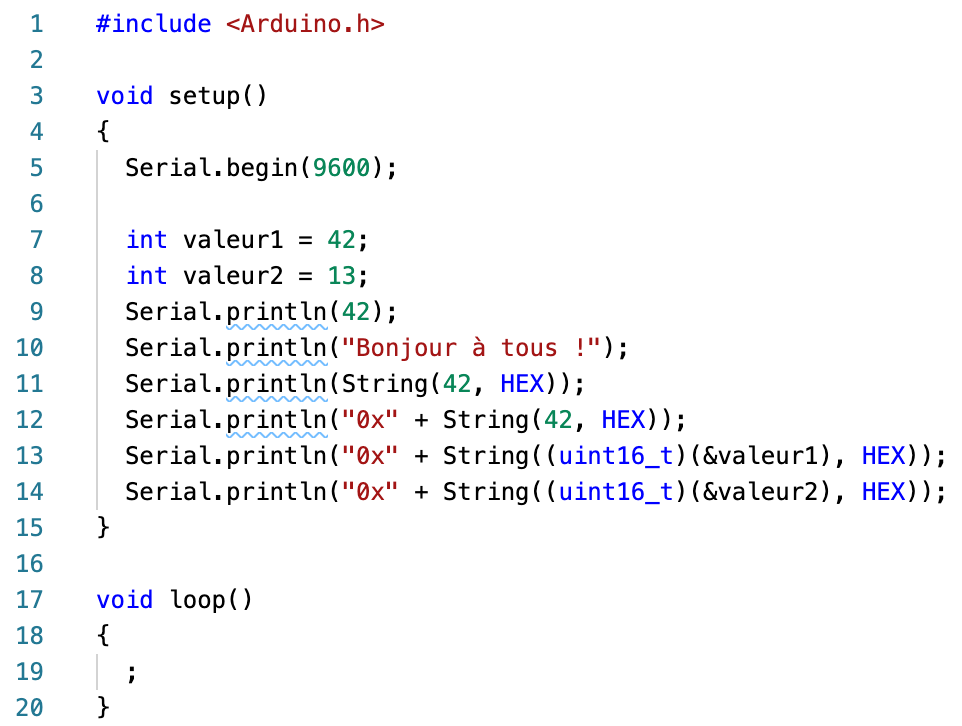 1 #include <Arduino.h>
2
3 void setup()
4 {
5   Serial.begin(9600);
6
7   int valeur1 = 42;
8   int valeur2 = 13;
9   Serial.println(42);
10   Serial.println("Bonjour à tous !");
11   Serial.println(String(42, HEX));
12   Serial.println("0x" + String(42, HEX));
13   Serial.println("0x" + String((uint16_t)(&valeur1), HEX));
14   Serial.println("0x" + String((uint16_t)(&valeur2), HEX));
15 }
16
17 void loop()
18 {
19   ;
20 }